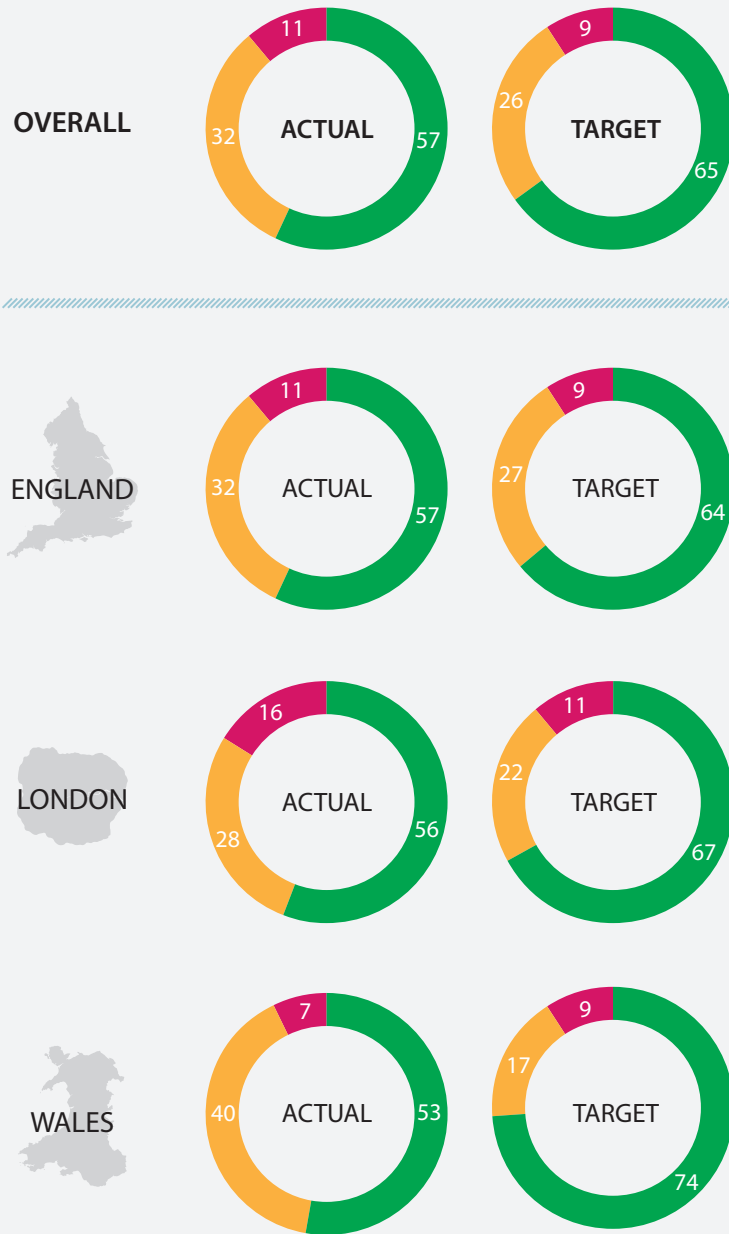 11
9
26
OVERALL
ACTUAL
TARGET
32
57
65
11
9
27
ENGLAND
32
ACTUAL
TARGET
57
64
16
11
22
LONDON
ACTUAL
TARGET
28
56
67
7
9
17
WALES
40
ACTUAL
53
TARGET
74